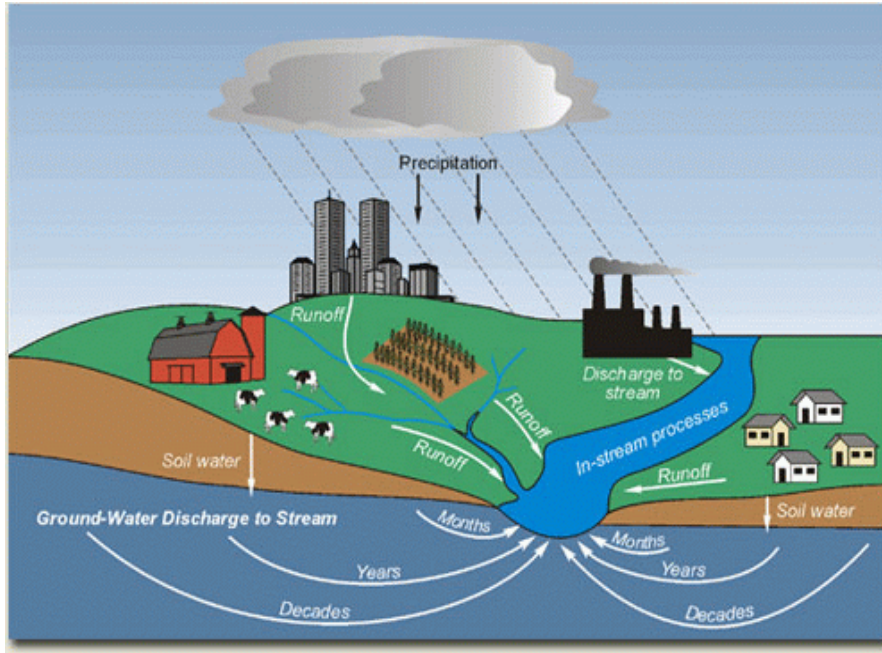 Precipitation
Runoff
Discharge to
stream
Runoff
Runoff
In-stream processes
Runoff
Soil water
Soil water
Ground-Water Discharge to Stream
Months
Months
Years
Years
Decades
Decades